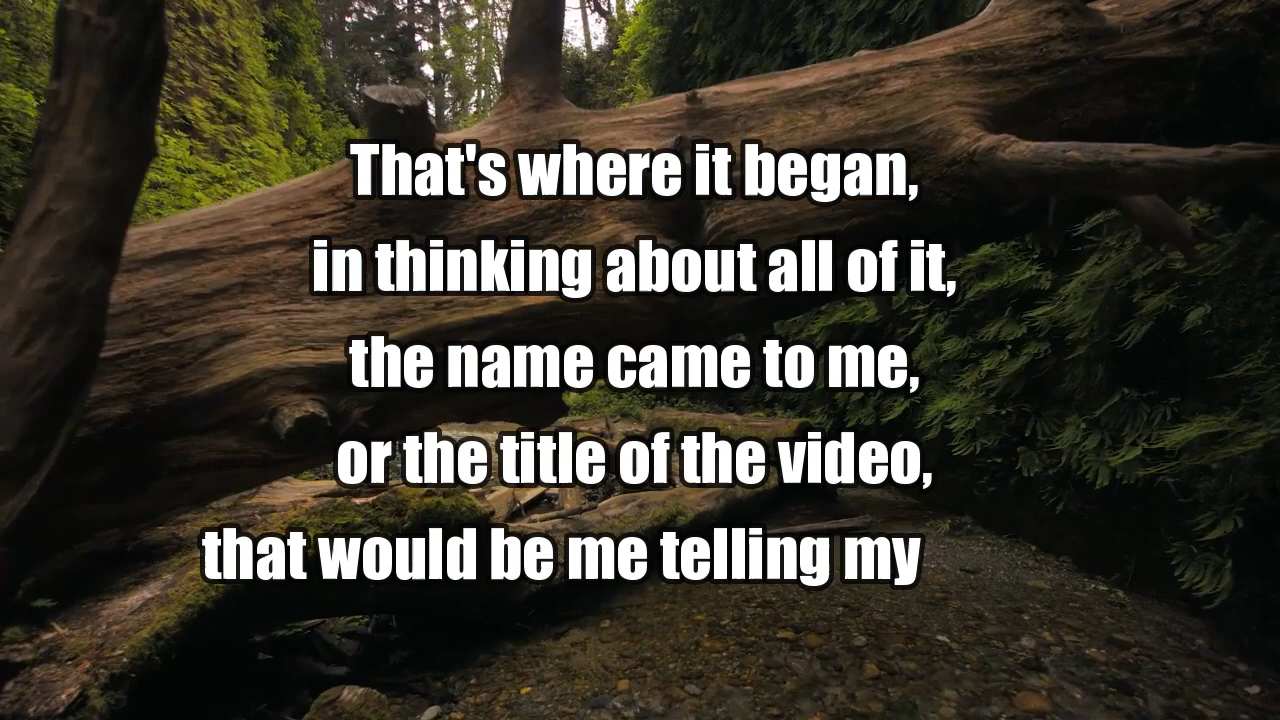 That's where it began,
in thinking about all of it,
the name came to me,
or the title of the video,
that would be me telling my